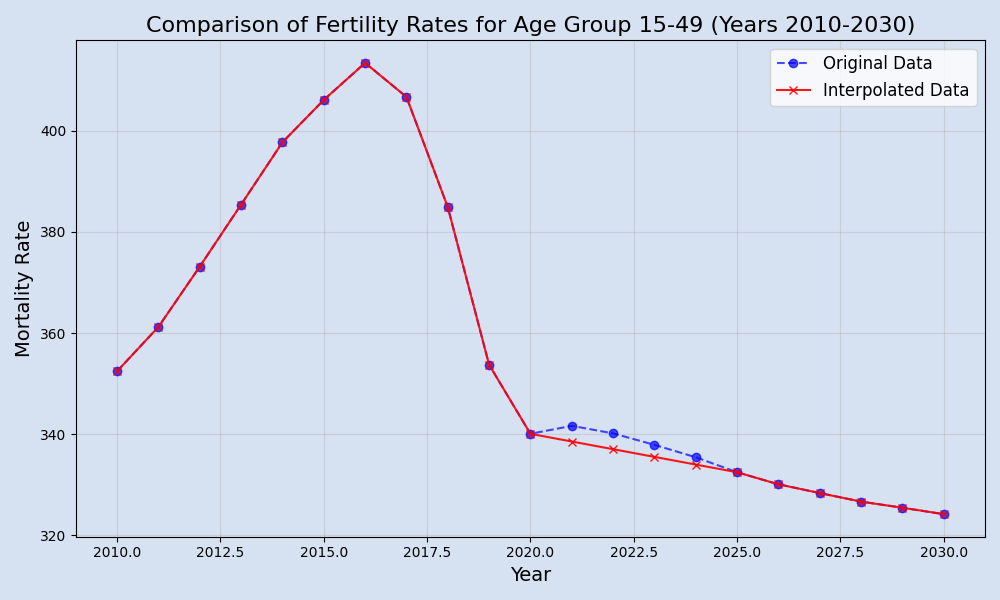 Comparison of Fertility Rates for Age Group 15-49 (Years 2010-2030)
Original Data
Interpolated Data
Mortality Rate
400
380
360
340
320
2010.0 2012.5 2015.0 2017.5 2020.0 2022.5 2025.0 2027.5 2030.0
Year